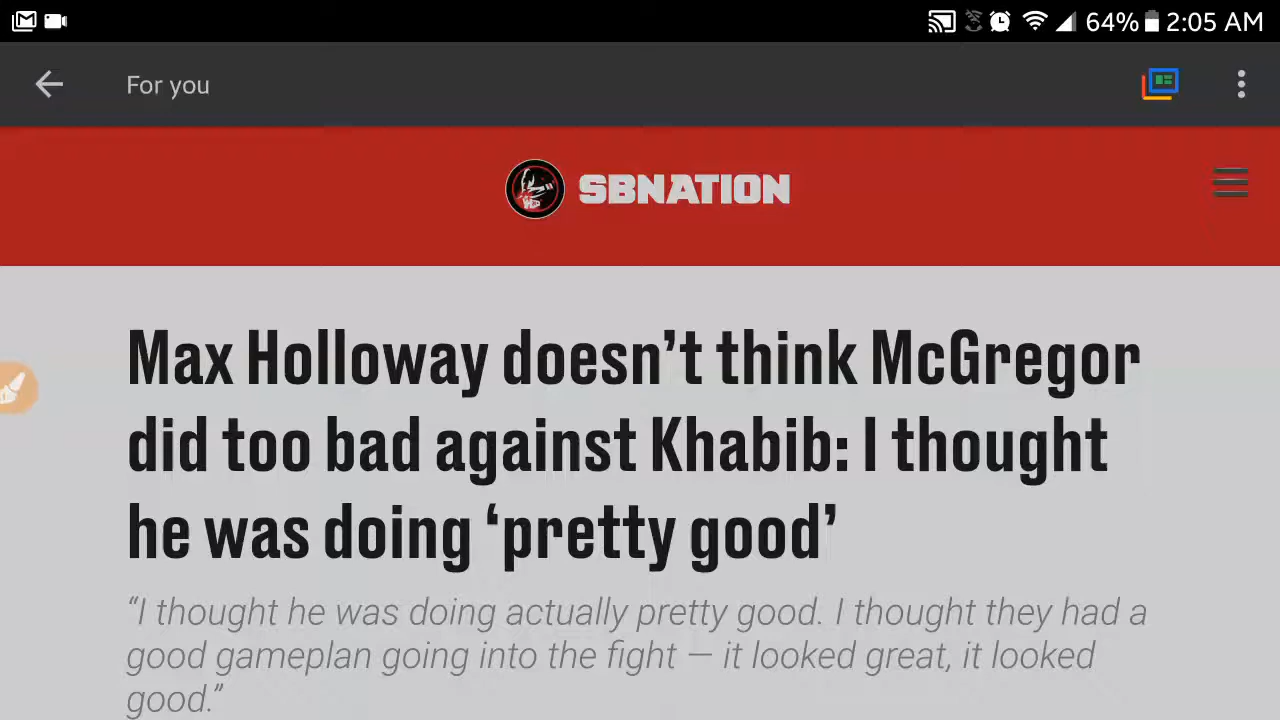 64% 2:05 AM
For you
SBNATION
Max Holloway doesn’t think McGregor
did too bad against Khabib: I thought
he was doing ‘pretty good’
“I thought he was doing actually pretty good. I thought they had a
good gameplan going into the fight — it looked great, it looked
good.”